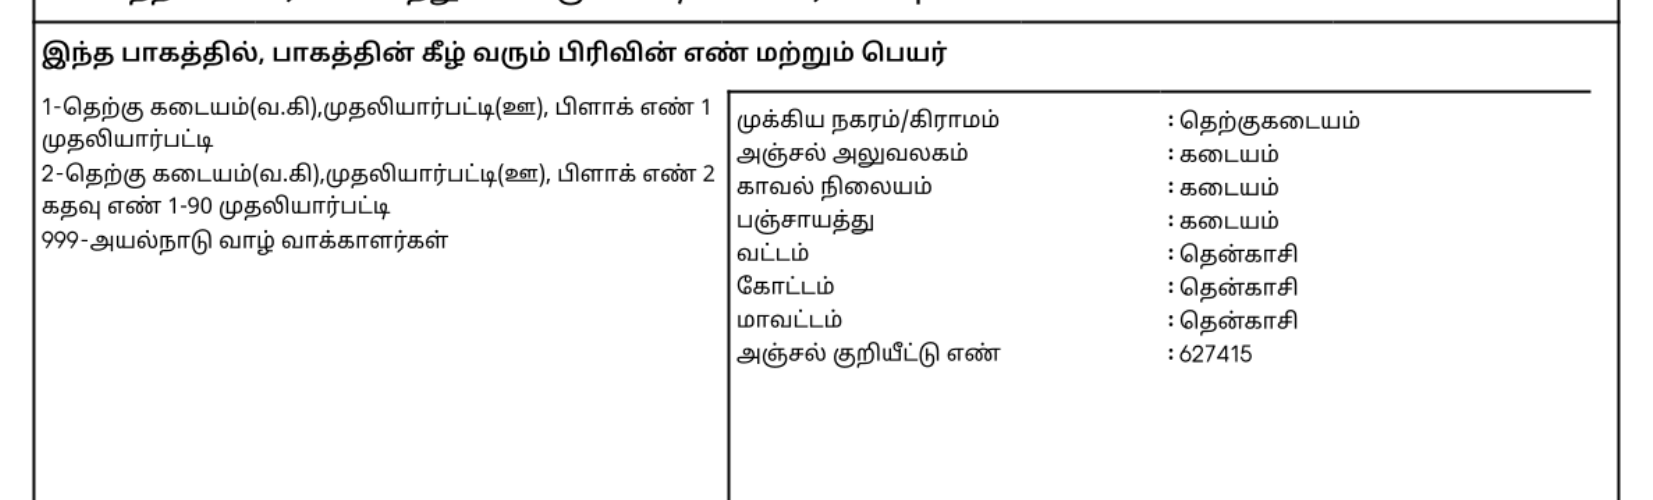 இந்த பாகத்தில், பாகத்தின் கீழ் வரும் பிரிவின் எண் மற்றும் பெயர்
1-தெற்கு கடையம்(வ.கி),முதலியார்பட்டி(ஊ), பிளாக் எண் 1
முதலியார்பட்டி
2-தெற்கு கடையம்(வ.கி),முதலியார்பட்டி(ஊ), பிளாக் எண் 2
கதவு எண் 1-90 முதலியார்பட்டி
999-அயல்நாடு வாழ் வாக்காளர்கள்
முக்கிய நகரம்/கிராமம் : தெற்குகடையம்
அஞ்சல் அலுவலகம் : கடையம்
காவல் நிலையம் : கடையம்
பஞ்சாயத்து : கடையம்
வட்டம் : தென்காசி
கோட்டம் : தென்காசி
மாவட்டம் : தென்காசி
அஞ்சல் குறியீட்டு எண் : 627415